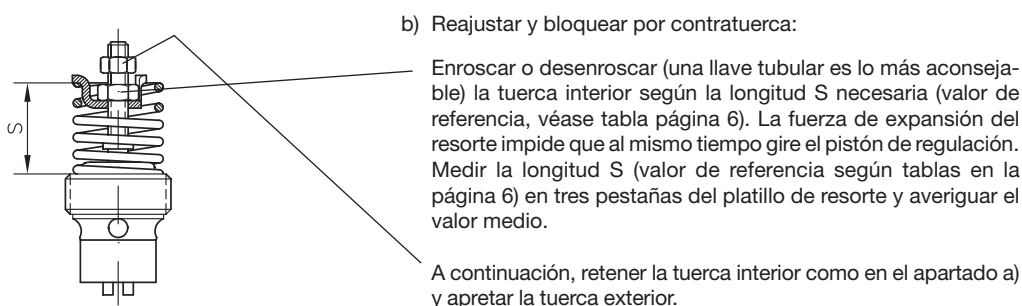 b) Reajustar y bloquear por contratuerca:
Enroscar o desenroscar (una llave tubular es lo más aconseja-
ble) la tuerca interior según la longitud S necesaria (valor de
referencia, véase tabla página 6). La fuerza de expansión del
resorte impide que al mismo tiempo gire el pistón de regulación.
Medir la longitud S (valor de referencia según tablas en la
página 6) en tres pestañas del platillo de resorte y averiguar el
valor medio.
S
A continuación, retener la tuerca interior como en el apartado a)
y apretar la tuerca exterior.